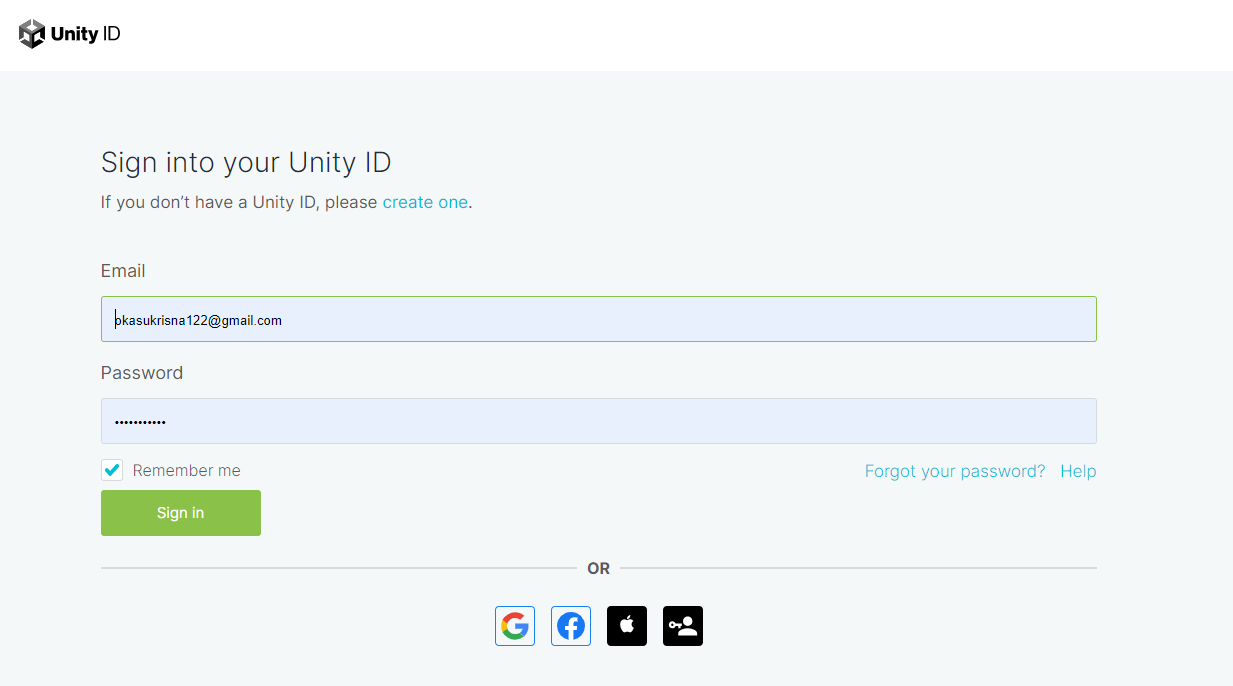 Unity ID
Sign into your Unity ID
If you don't have a Unity ID, please create one.
Email
okasukrisna122@gmail.com
Password
•••••••••••
Remember me
Forgot your password? Help
Sign in
OR